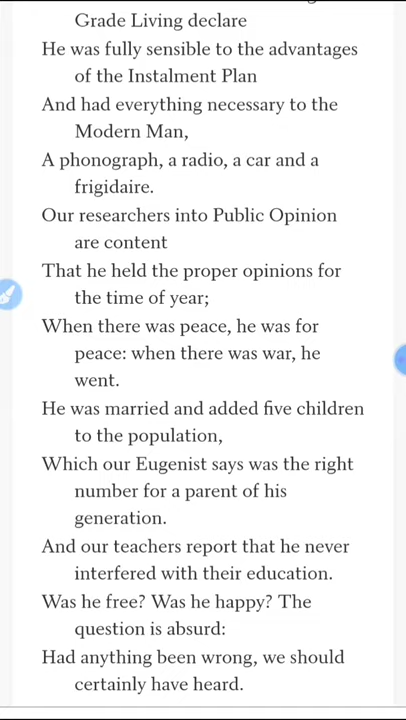 Grade Living declare
He was fully sensible to the advantages
of the Instalment Plan
And had everything necessary to the
Modern Man,
A phonograph, a radio, a car and a
frigidaire.
Our researchers into Public Opinion
are content
That he held the proper opinions for
the time of year;
When there was peace, he was for
peace: when there was war, he
went.
He was married and added five children
to the population,
Which our Eugenist says was the right
number for a parent of his
generation.
And our teachers report that he never
interfered with their education.
Was he free? Was he happy? The
question is absurd:
Had anything been wrong, we should
certainly have heard.